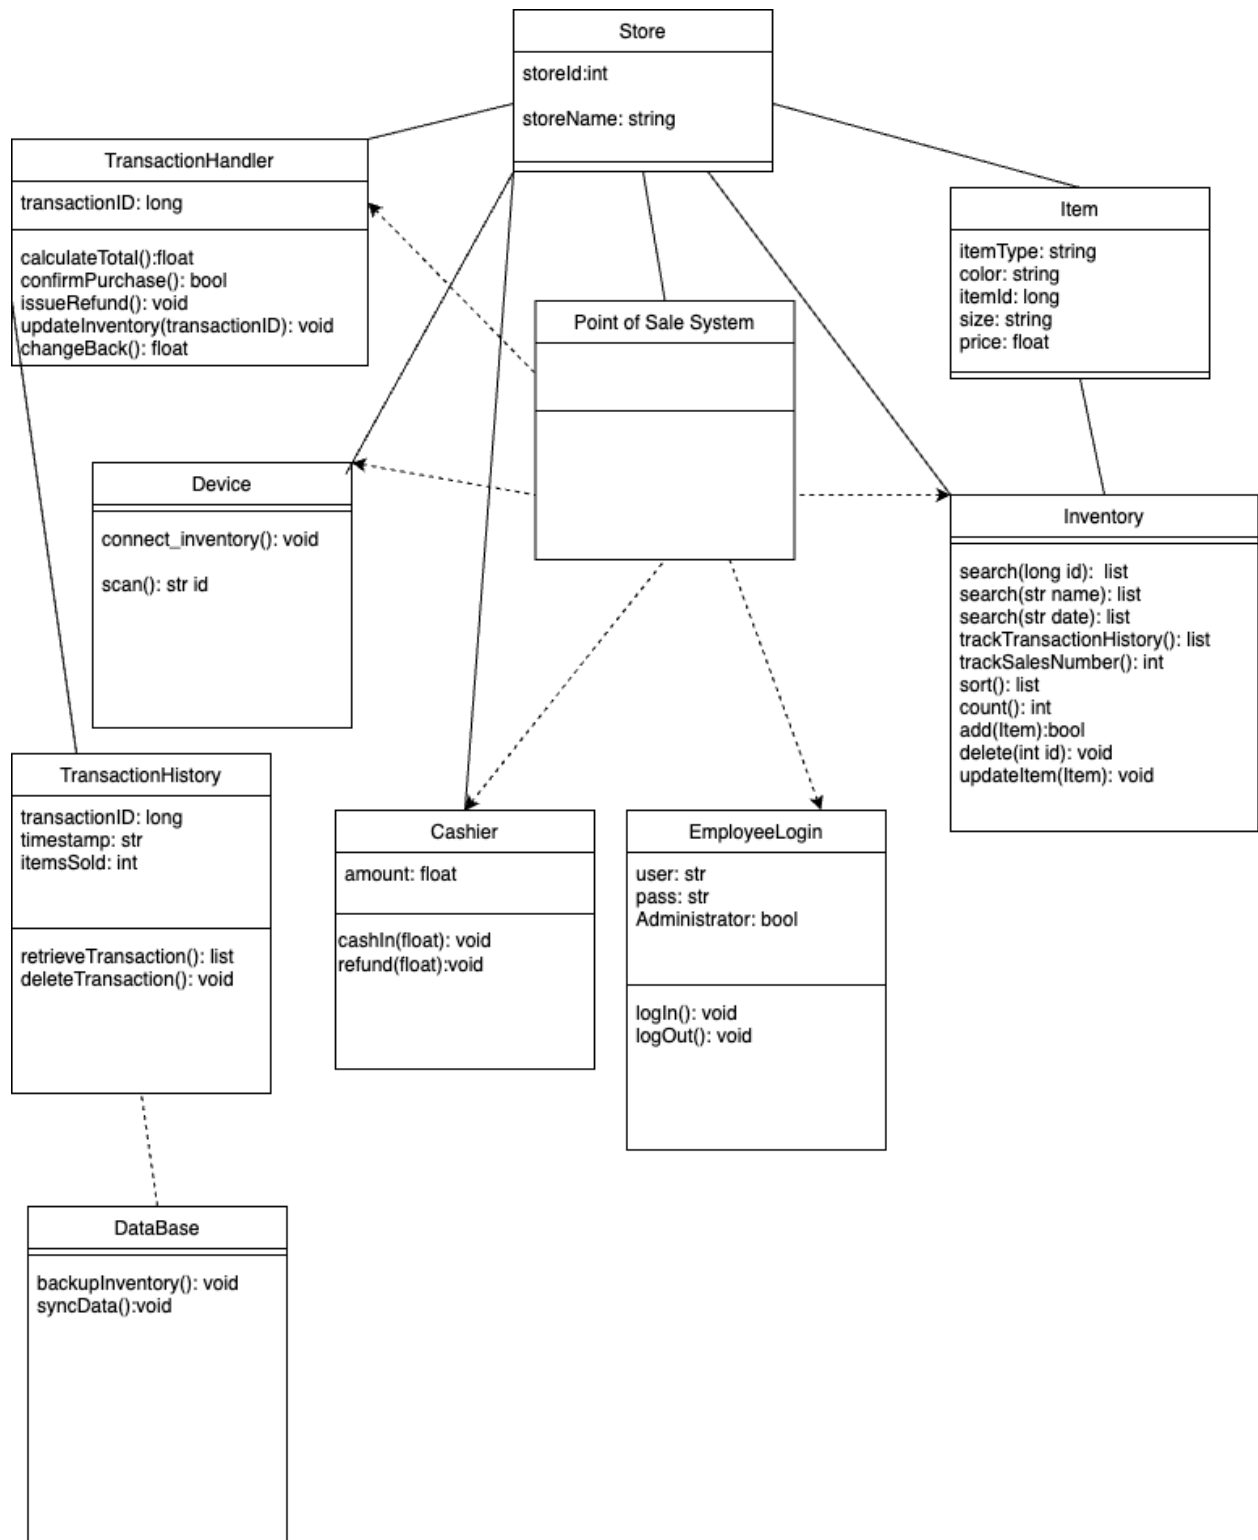 Store
storeId:int
storeName: string
TransactionHandler
transactionID: long
calculateTotal():float
confirmPurchase(): bool
issueRefund(): void
updateInventory(transactionID): void
changeBack(): float
Item
itemType: string
color: string
itemId: long
size: string
price: float
Point of Sale System
Device
connect_inventory(): void
scan(): str id
Inventory
search(long id):  list
search(str name): list
search(str date): list
trackTransactionHistory(): list
trackSalesNumber(): int
sort(): list
count(): int
add(Item):bool
delete(int id): void
updateItem(Item): void
TransactionHistory
transactionID: long
timestamp: str
itemsSold: int
retrieveTransaction(): list
deleteTransaction(): void
Cashier
amount: float
cashIn(float): void
refund(float):void
EmployeeLogin
user: str
pass: str
Administrator: bool
logIn(): void
logOut(): void
DataBase
backupInventory(): void
syncData():void